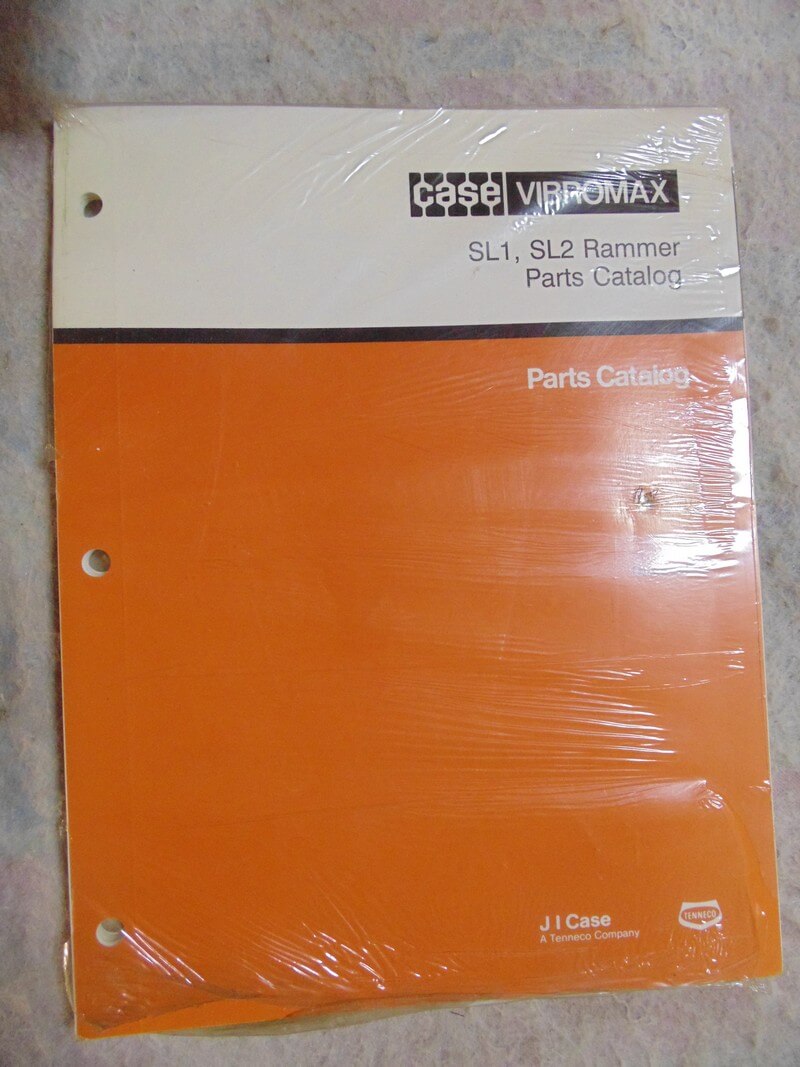 case VIBROMAX
SL1, SL2 Rammer
Parts Catalog
Parts Catalog
J I Case
A Tenneco Company
TENNECO